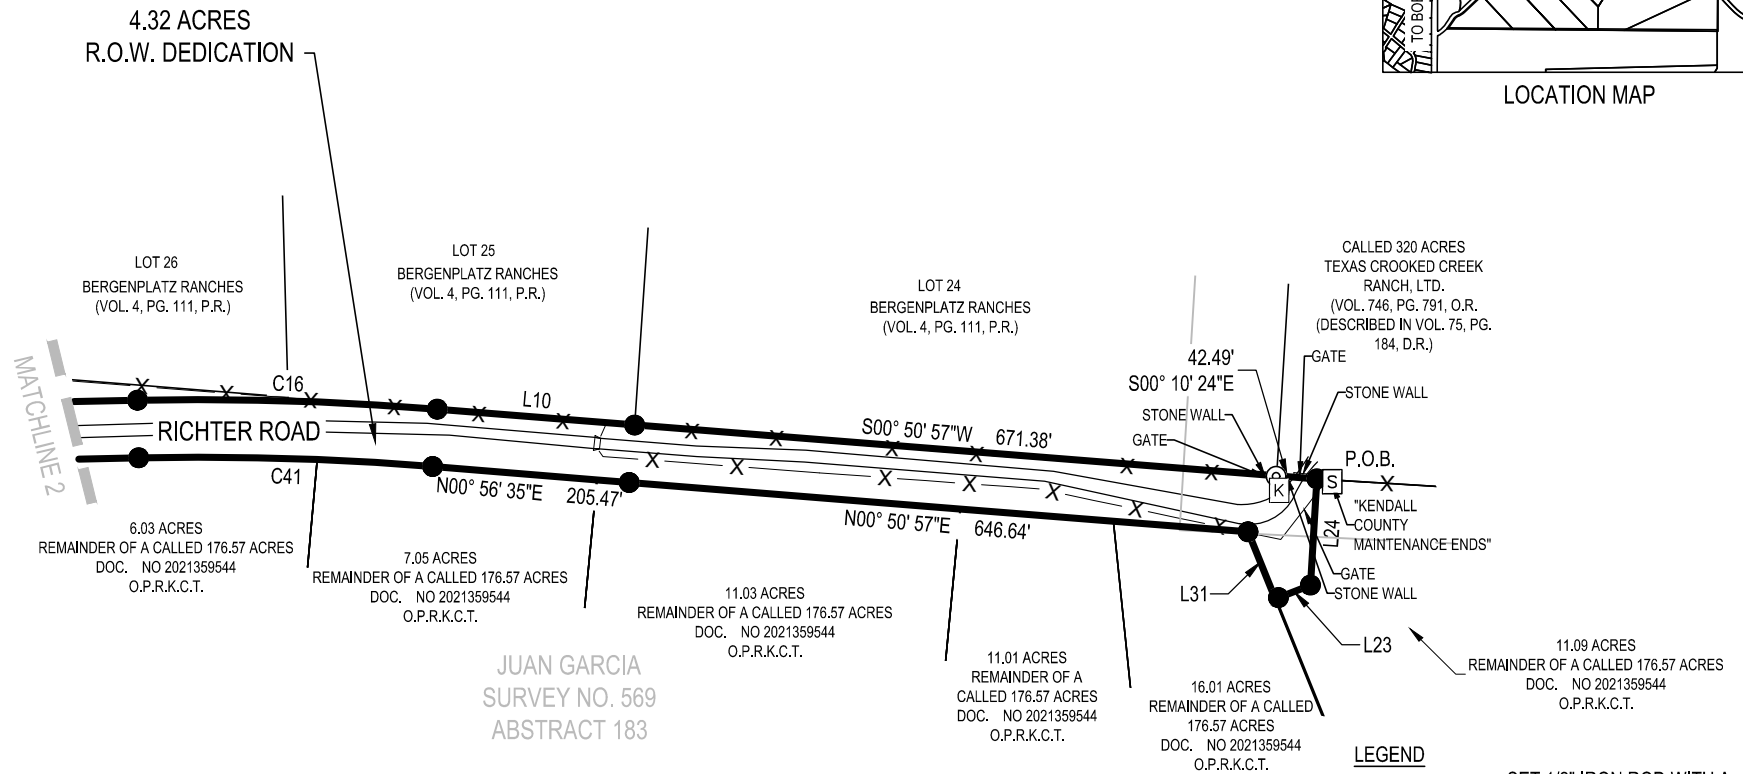 4.32 ACRES
R.O.W. DEDICATION
TO BOE
LOCATION MAP
LOT 26
BERGENPLATZ RANCHES
(VOL. 4, PG. 111, P.R.)
LOT 25
BERGENPLATZ RANCHES
(VOL. 4, PG. 111, P.R.)
LOT 24
BERGENPLATZ RANCHES
(VOL. 4, PG. 111, P.R.)
CALLED 320 ACRES
TEXAS CROOKED CREEK
RANCH, LTD.
(VOL. 746, PG. 791, O.R.
(DESCRIBED IN VOL. 75, PG.
184, D.R.)
MATCHLINE 2
C16
L10
S00° 50' 57"W 671.38'
42.49'
S00° 10' 24"E
STONE WALL
GATE
GATE
STONE WALL
RICHTER ROAD
P.O.B.
K
S
"KENDALL
COUNTY
MAINTENANCE ENDS"
L24
C41
N00° 56' 35"E 205.47'
N00° 50' 57"E 646.64'
GATE
STONE WALL
L31
L23
6.03 ACRES
REMAINDER OF A CALLED 176.57 ACRES
DOC. NO 2021359544
O.P.R.K.C.T.
7.05 ACRES
REMAINDER OF A CALLED 176.57 ACRES
DOC. NO 2021359544
O.P.R.K.C.T.
11.03 ACRES
REMAINDER OF A CALLED 176.57 ACRES
DOC. NO 2021359544
O.P.R.K.C.T.
11.01 ACRES
REMAINDER OF A
CALLED 176.57 ACRES
DOC. NO 2021359544
O.P.R.K.C.T.
16.01 ACRES
REMAINDER OF A CALLED
176.57 ACRES
DOC. NO 2021359544
O.P.R.K.C.T.
11.09 ACRES
REMAINDER OF A CALLED 176.57 ACRES
DOC. NO 2021359544
O.P.R.K.C.T.
JUAN GARCIA
SURVEY NO. 569
ABSTRACT 183
LEGEND
SET 1/2" IRON ROD WITH A